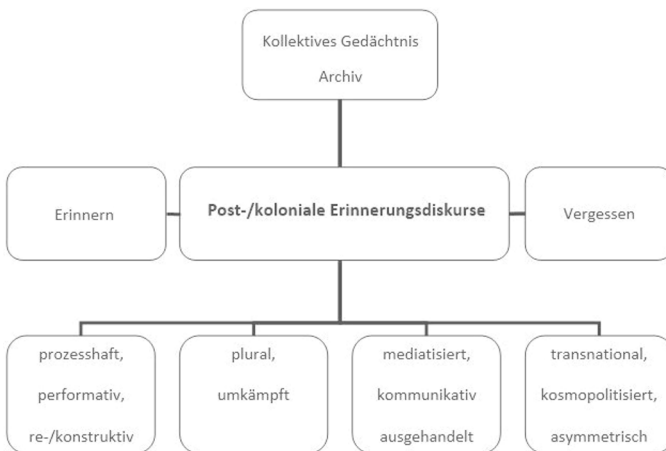 Kollektives Gedächtnis
Archiv
Erinnern
Post-/koloniale Erinnerungsdiskurse
Vergessen
prozesshaft,
performativ,
re-/konstruktiv
plural,
umkämpft
mediatisiert,
kommunikativ
ausgehandelt
transnational,
kosmopolitisiert,
asymmetrisch